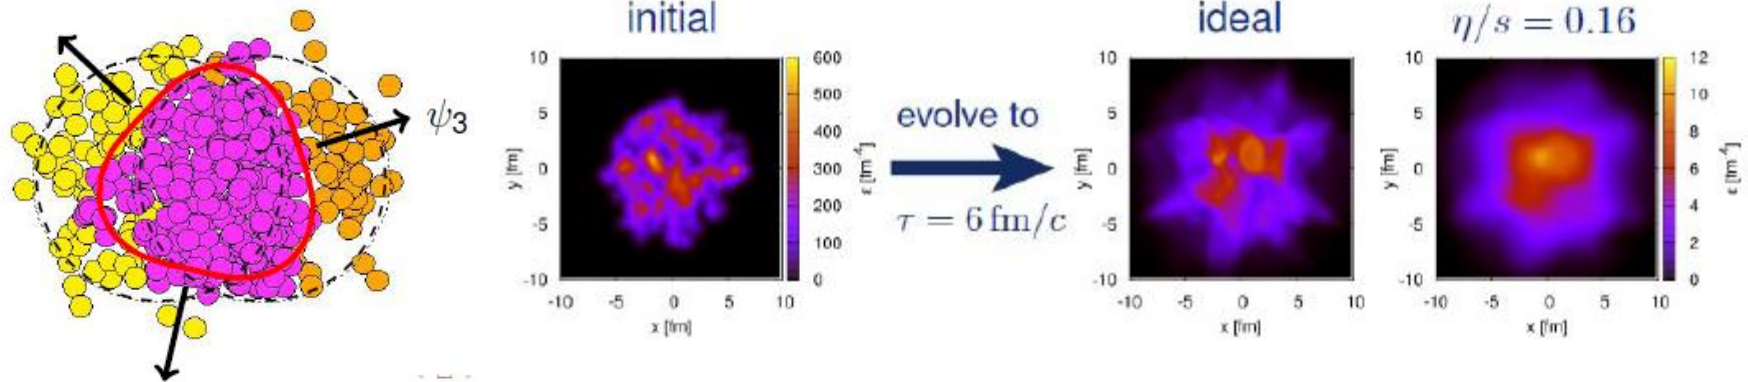 ψ3
initial
10
5
0
-5
-10
y [fm]
-10 -5 0 5 10
x [fm]
600
500
400
300
200
100
0
ε [fm-4]
evolve to
τ = 6 fm/c
ideal
10
5
0
-5
-10
y [fm]
-10 -5 0 5 10
x [fm]
η/s = 0.16
10
5
0
-5
-10
y [fm]
-10 -5 0 5 10
x [fm]
12
10
8
6
4
2
0
ε [fm-4]